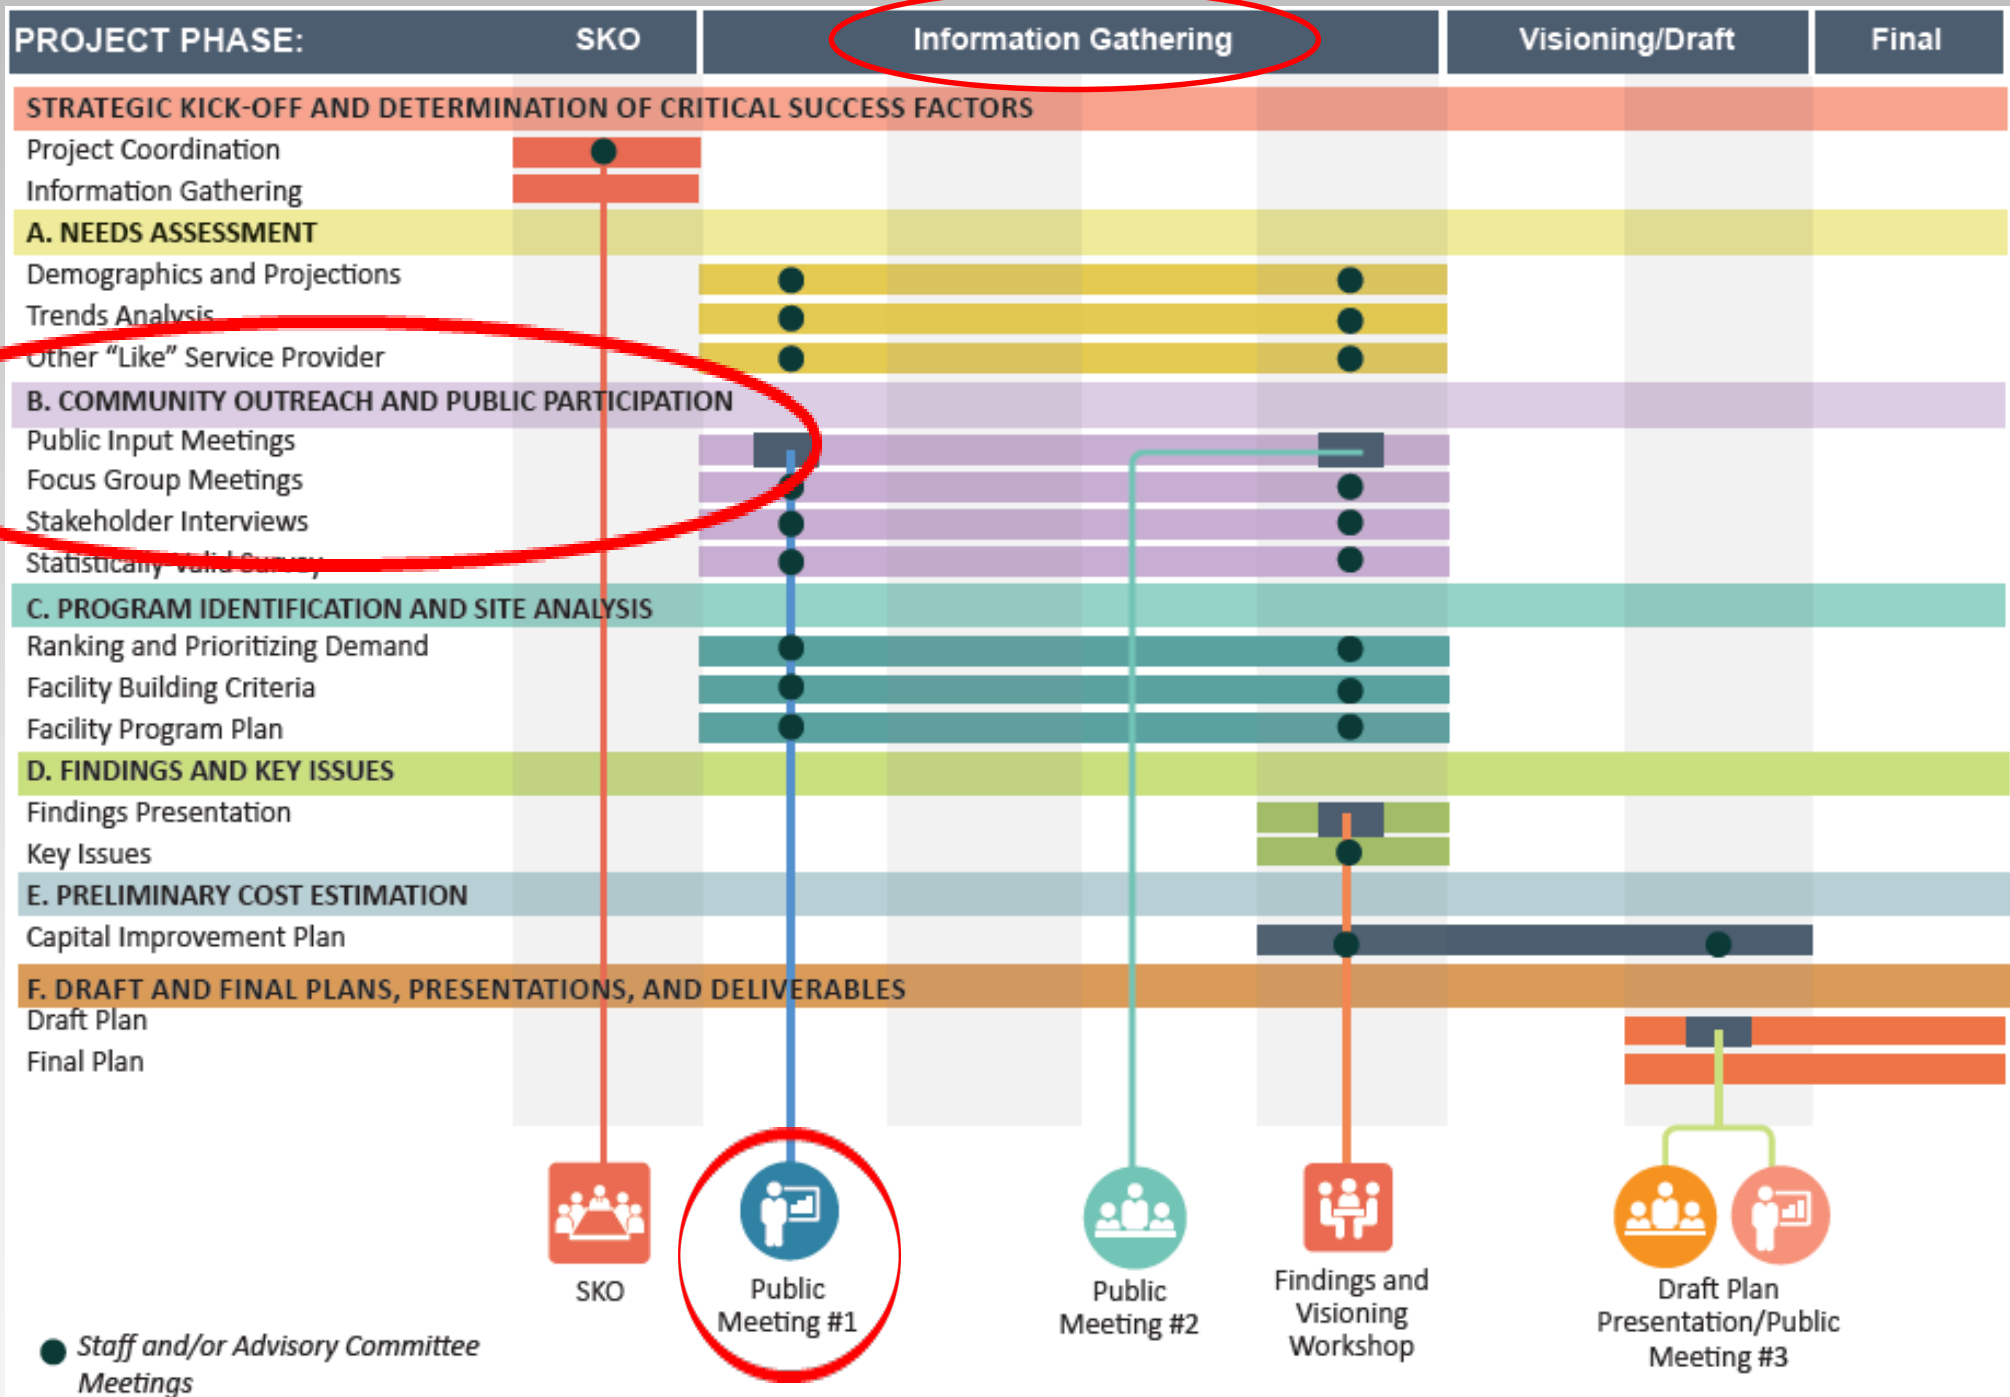 PROJECT PHASE: SKO Information Gathering Visioning/Draft Final
STRATEGIC KICK-OFF AND DETERMINATION OF CRITICAL SUCCESS FACTORS
Project Coordination
Information Gathering
A. NEEDS ASSESSMENT
Demographics and Projections
Trends Analysis
Other “Like” Service Provider
B. COMMUNITY OUTREACH AND PUBLIC PARTICIPATION
Public Input Meetings
Focus Group Meetings
Stakeholder Interviews
Statistically Valid Survey
C. PROGRAM IDENTIFICATION AND SITE ANALYSIS
Ranking and Prioritizing Demand
Facility Building Criteria
Facility Program Plan
D. FINDINGS AND KEY ISSUES
Findings Presentation
Key Issues
E. PRELIMINARY COST ESTIMATION
Capital Improvement Plan
F. DRAFT AND FINAL PLANS, PRESENTATIONS, AND DELIVERABLES
Draft Plan
Final Plan
SKO
Public
Meeting #1
Public
Meeting #2
Findings and
Visioning
Workshop
Draft Plan
Presentation/Public
Meeting #3
Staff and/or Advisory Committee
Meetings